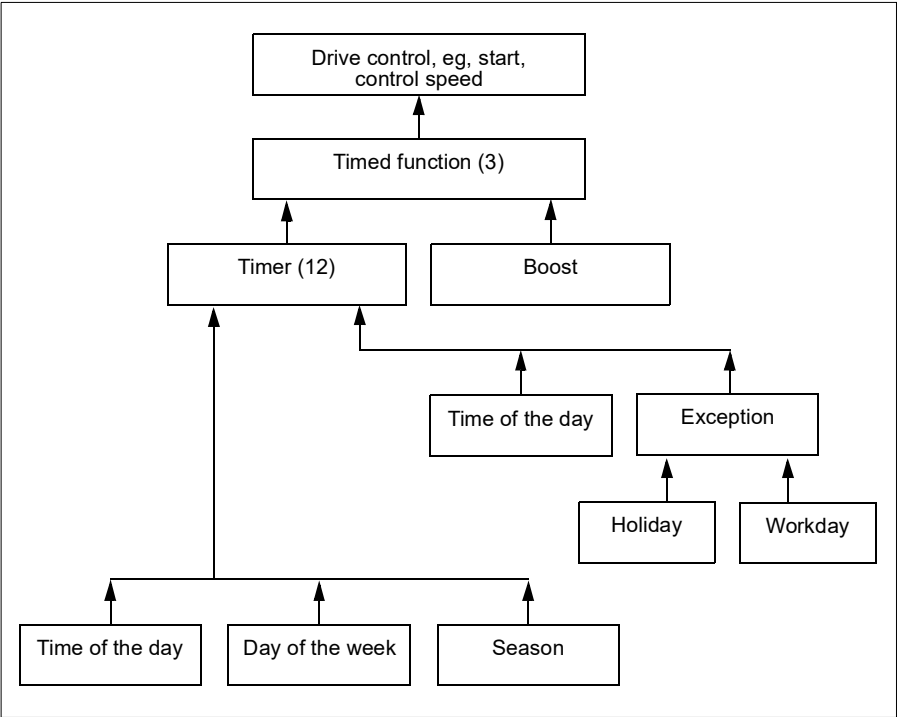 Drive control, eg, start,
control speed
Timed function (3)
Timer (12)
Boost
Time of the day
Exception
Holiday
Workday
Time of the day
Day of the week
Season